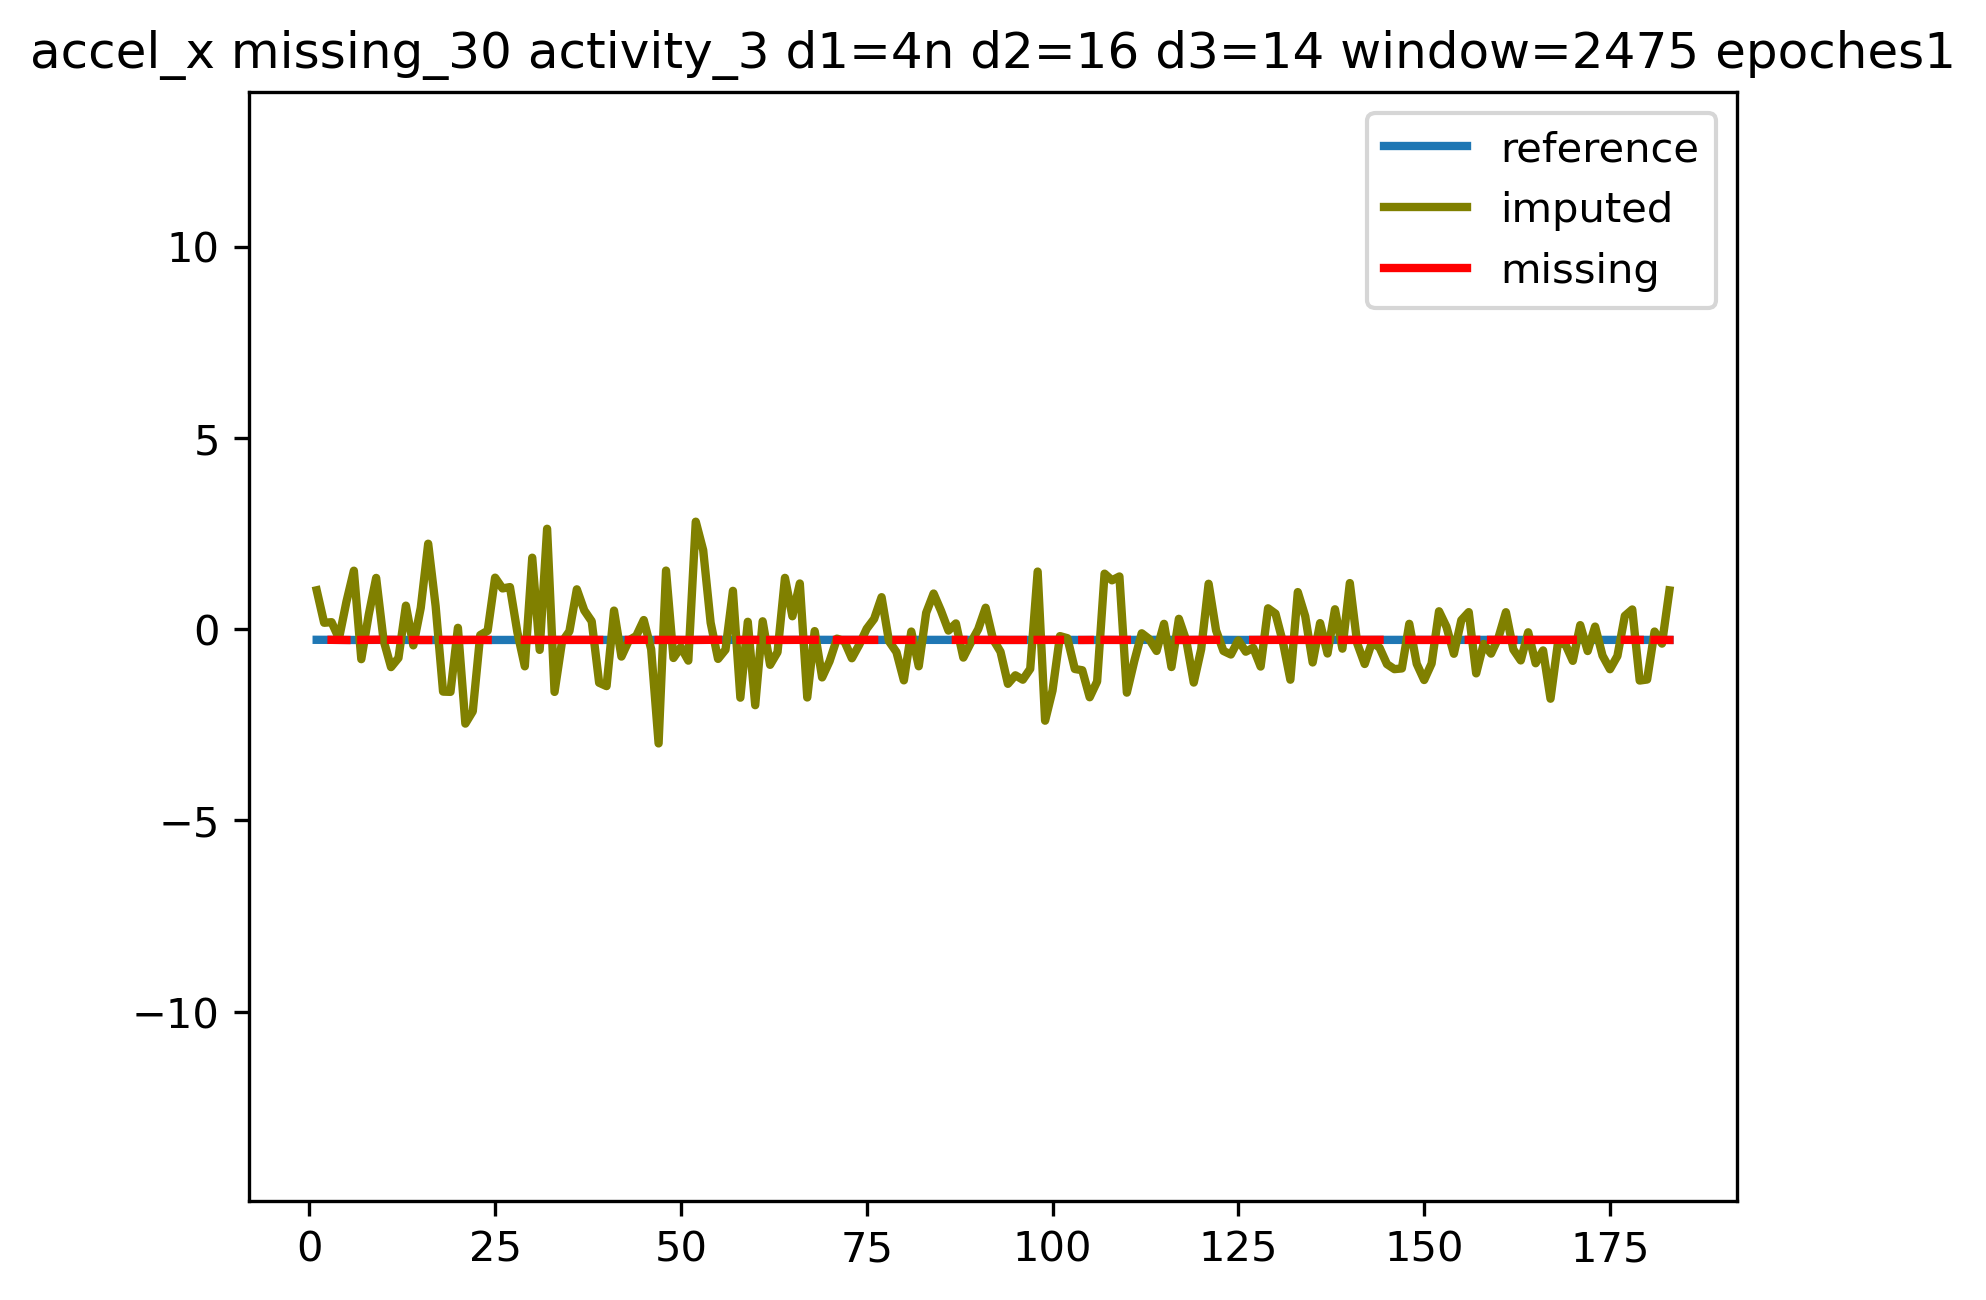 accel_x missing_30 activity_3 d1=4n d2=16 d3=14 window=2475 epoches1
reference
imputed
missing
10
5
0
−5
−10
0 25 50 75 100 125 150 175